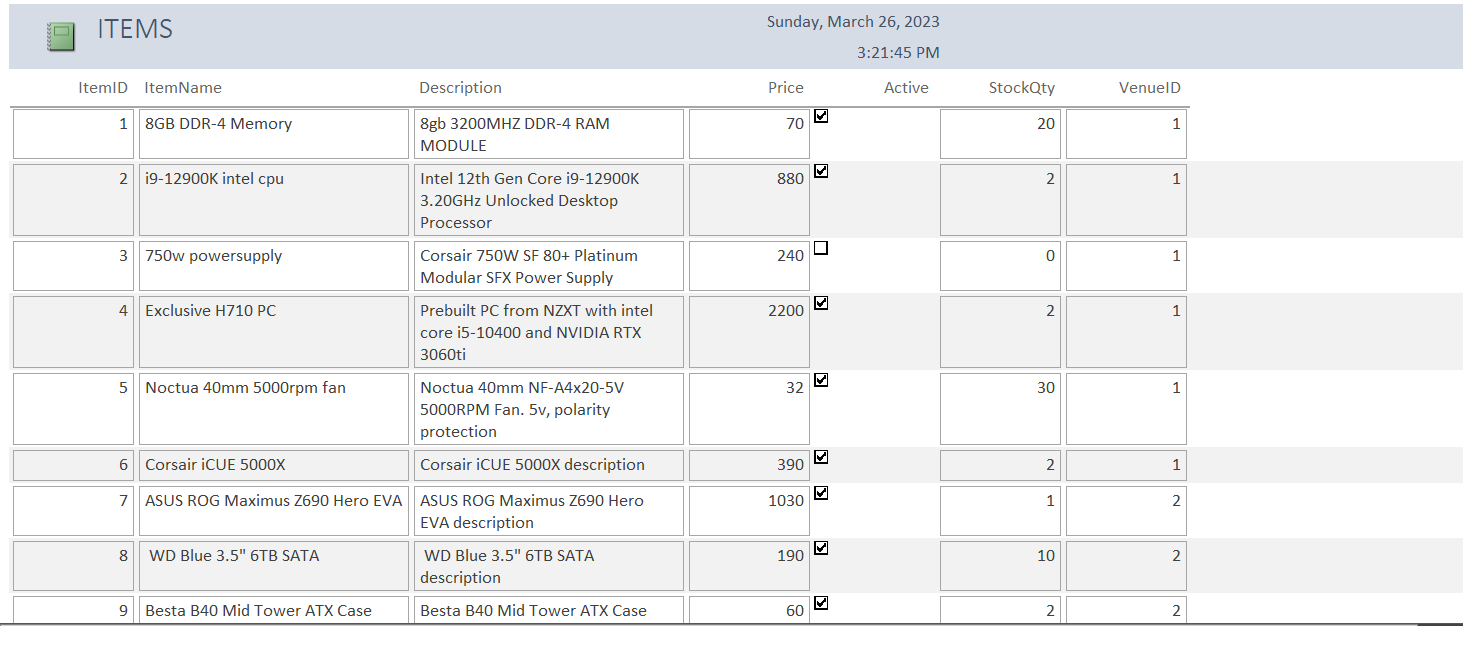 ITEMS
Sunday, March 26, 2023
3:21:45 PM
ItemID ItemName Description Price Active StockQty VenueID
1 8GB DDR-4 Memory 8gb 3200MHZ DDR-4 RAM 70 20 1
MODULE
2 i9-12900K intel cpu Intel 12th Gen Core i9-12900K 880 2 1
3.20GHz Unlocked Desktop
Processor
3 750w powersupply Corsair 750W SF 80+ Platinum 240 0 1
Modular SFX Power Supply
4 Exclusive H710 PC Prebuilt PC from NZXT with intel 2200 2 1
core i5-10400 and NVIDIA RTX
3060ti
5 Noctua 40mm 5000rpm fan Noctua 40mm NF-A4x20-5V 32 30 1
5000RPM Fan. 5v, polarity
protection
6 Corsair iCUE 5000X Corsair iCUE 5000X description 390 2 1
7 ASUS ROG Maximus Z690 Hero EVA ASUS ROG Maximus Z690 Hero 1030 1 2
EVA description
8 WD Blue 3.5" 6TB SATA WD Blue 3.5" 6TB SATA 190 10 2
description
9 Besta B40 Mid Tower ATX Case Besta B40 Mid Tower ATX Case 60 2 2